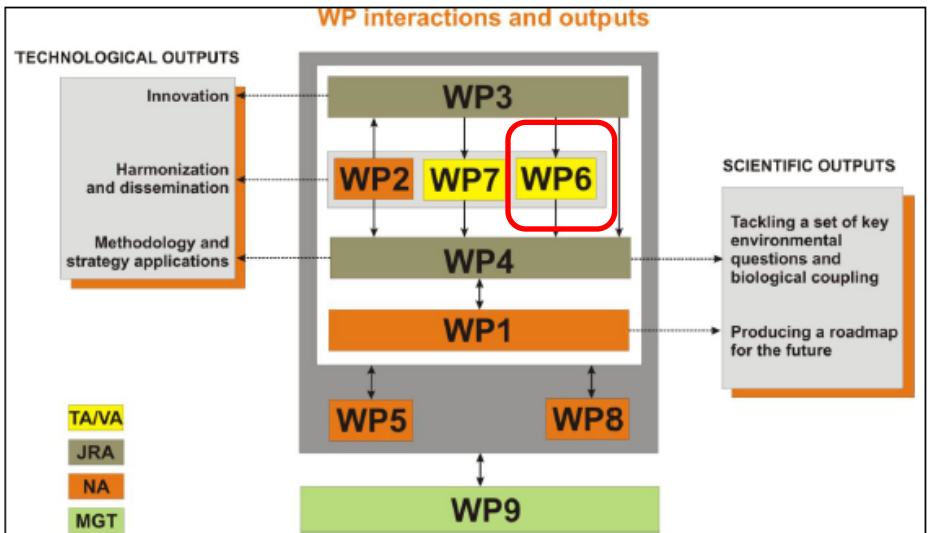 WP interactions and outputs
TECHNOLOGICAL OUTPUTS
Innovation
Harmonization
and dissemination
Methodology and
strategy applications
WP3
WP2
WP7
WP6
WP4
WP1
WP5
WP8
WP9
SCIENTIFIC OUTPUTS
Tackling a set of key
environmental
questions and
biological coupling
Producing a roadmap
for the future
TA/VA
JRA
NA
MGT